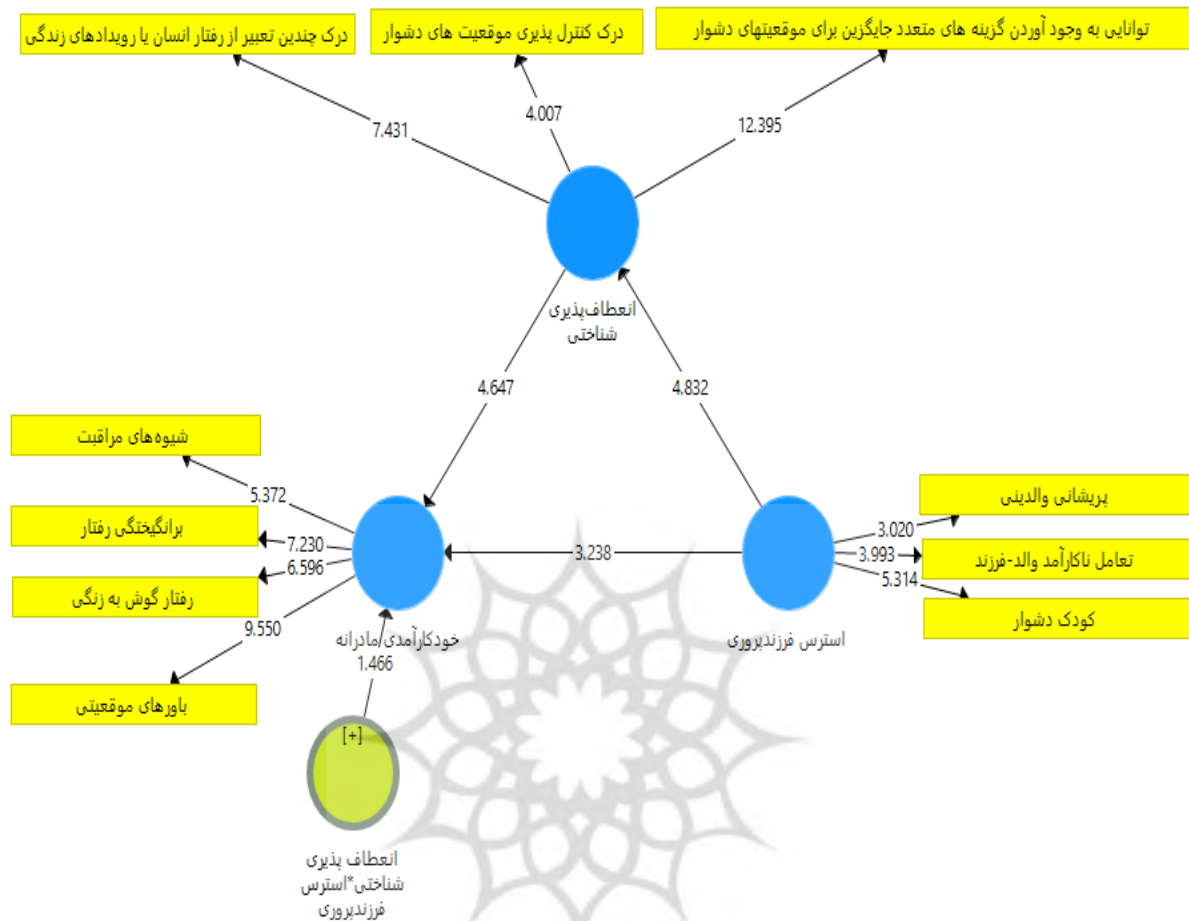 توانایی به وجود آوردن گزینه های متعدد جایگزین برای موقعیتهای دشوار
درک کنترل پذیری موقعیت های دشوار
درک چندین تعبیر از رفتار انسان یا رویدادهای زندگی
12.395
4.007
7.431
انعطاف‌پذیری
شناختی
4.832
4.647
شیوه‌های مراقبت
5.372
برانگیختگی رفتار
7.230
رفتار گوش به زنگی
6.596
9.550
باورهای موقعیتی
3.238
پریشانی والدینی
3.020
تعامل ناکارآمد والد-فرزند
3.993
5.314
کودک دشوار
استرس فرزندپروری
خودکارآمدی مادرانه
1.466
[+]
انعطاف پذیری
شناختی*استرس
فرزندپروری